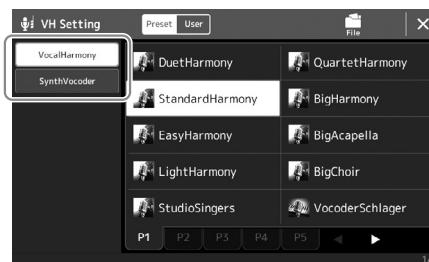 VH Setting
Preset User
File
VocalHarmony
SynthVocoder
DuetHarmony
QuartetHarmony
StandardHarmony
BigHarmony
EasyHarmony
BigAcapella
LightHarmony
BigChoir
StudioSingers
VocoderSchlager
P1 P2 P3 P4 P5